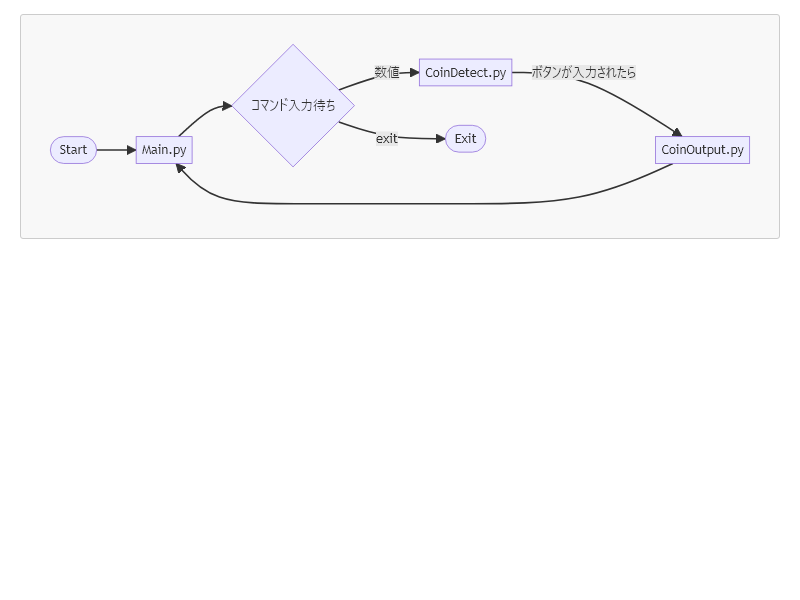 Start
Main.py
コマンド入力待ち
数値
CoinDetect.py
ボタンが入力されたら
exit
Exit
CoinOutput.py